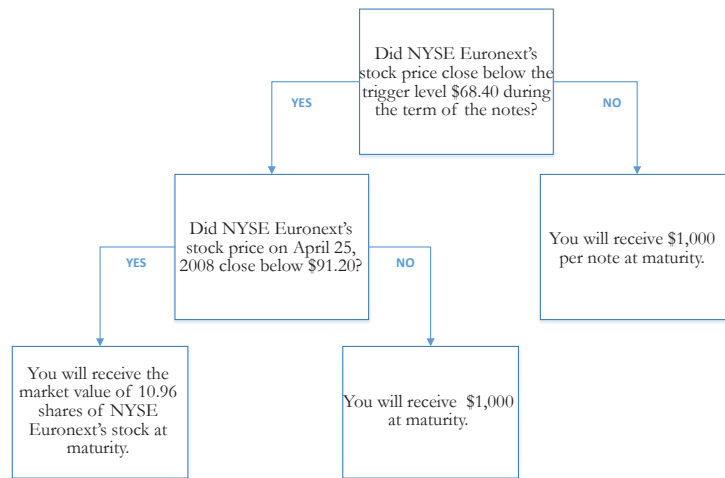 Did NYSE Euronext's
stock price close below the
trigger level $68.40 during
the term of the notes?
YES
NO
Did NYSE Euronext's
stock price on April 25,
2008 close below $91.20?
You will receive $1,000
per note at maturity.
YES
NO
You will receive the
market value of 10.96
shares of NYSE
Euronext's stock at
maturity.
You will receive $1,000
at maturity.